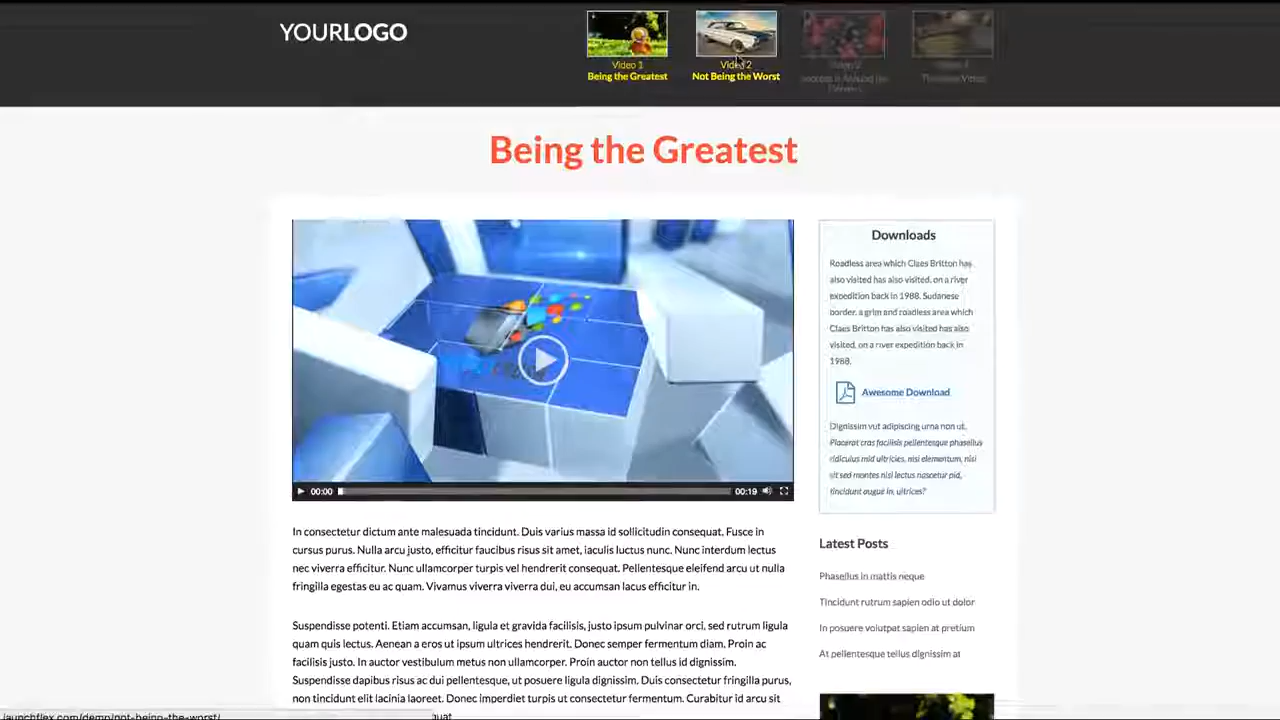 YOURLOGO
Video 1
Being the Greatest
Video 2
Not Being the Worst
Being the Greatest
00:00
00:19
In consectetur dictum ante malesuada tincidunt. Duis varius massa id sollicitudin consequat. Fusce in
cursus purus. Nulla arcu justo, efficitur faucibus risus sit amet, iaculis luctus nunc. Nunc interdum lectus
nec viverra efficitur. Nunc ullamcorper turpis vel hendrerit consequat. Pellentesque eleifend arcu ut nulla
fringilla egestas eu ac quam. Vivamus viverra viverra dui, eu accumsan lacus efficitur in.
Suspendisse potenti. Etiam accumsan, ligula et gravida facilisis, justo ipsum pulvinar orci, sed rutrum ligula
quam quis lectus. Aenean a eros ut ipsum ultrices hendrerit. Donec semper fermentum diam. Proin ac
facilisis justo. In auctor vestibulum metus non ullamcorper. Proin auctor non tellus id dignissim.
Suspendisse dapibus risus ac dui pellentesque, ut posuere ligula dignissim. Duis consectetur fringilla purus,
non tincidunt elit lacinia laoreet. Donec imperdiet turpis ut consectetur fermentum. Curabitur id arcu sit
Downloads
Roadless area which Claes Britton has
also visited has also visited, on a river
expedition back in 1988. Sudanese
border, a grim and roadless area which
Claes Britton has also visited has also
visited, on a river expedition back in
1988.
Awesome Download
Dignissim vut adipiscing urna non ut.
Placerat cras facilisis pellentesque phasellus
ridiculus mid ultricies, nisi elementum, nisi
sit sed montes nisi lectus nascetur pid,
tincidunt augue in, ultrices?
Latest Posts
Phasellus in mattis neque
Tincidunt rutrum sapien odio ut dolor
In posuere volutpat sapien at pretium
At pellentesque tellus dignissim at
launchflex.com/demo/not-being-the-worst/